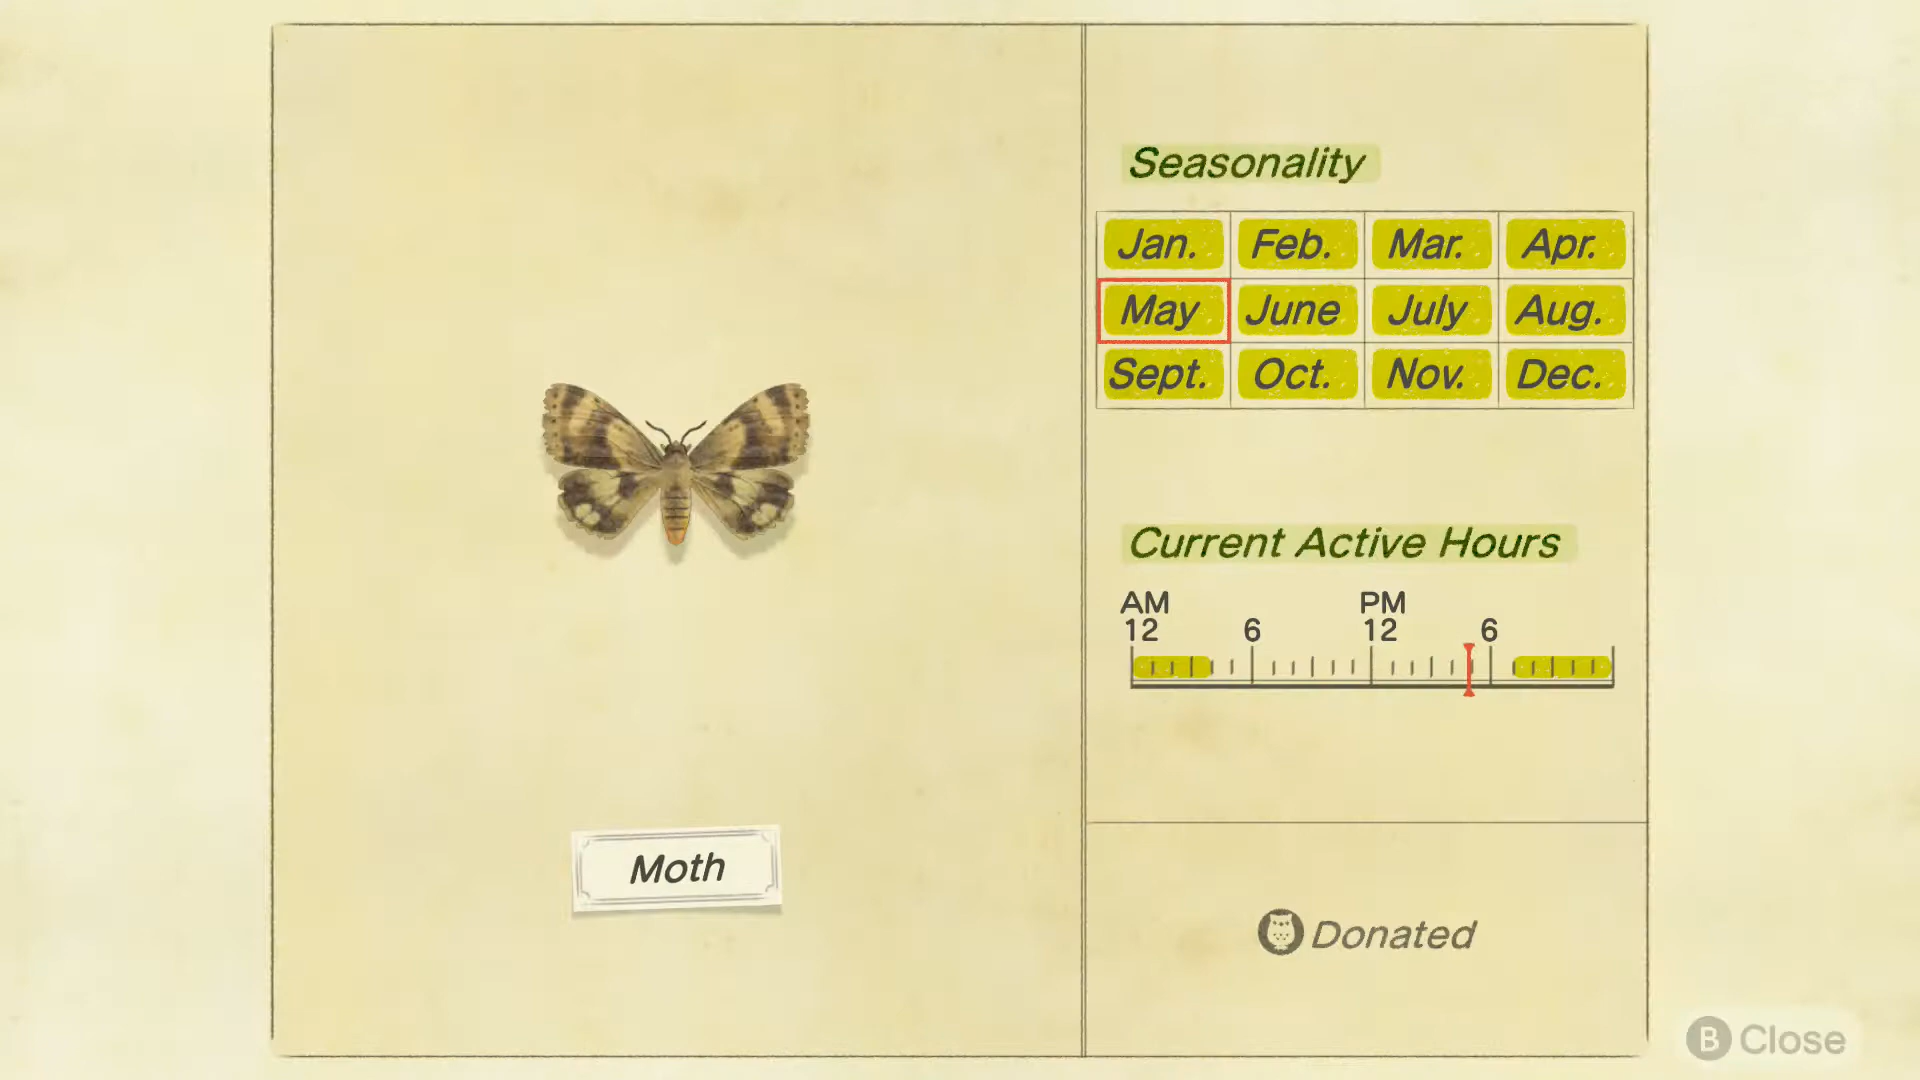 Seasonality
Jan. Feb. Mar. Apr.
May June July Aug.
Sept. Oct. Nov. Dec.
Current Active Hours
AM PM
12 6 12 6
Moth
Donated
B Close